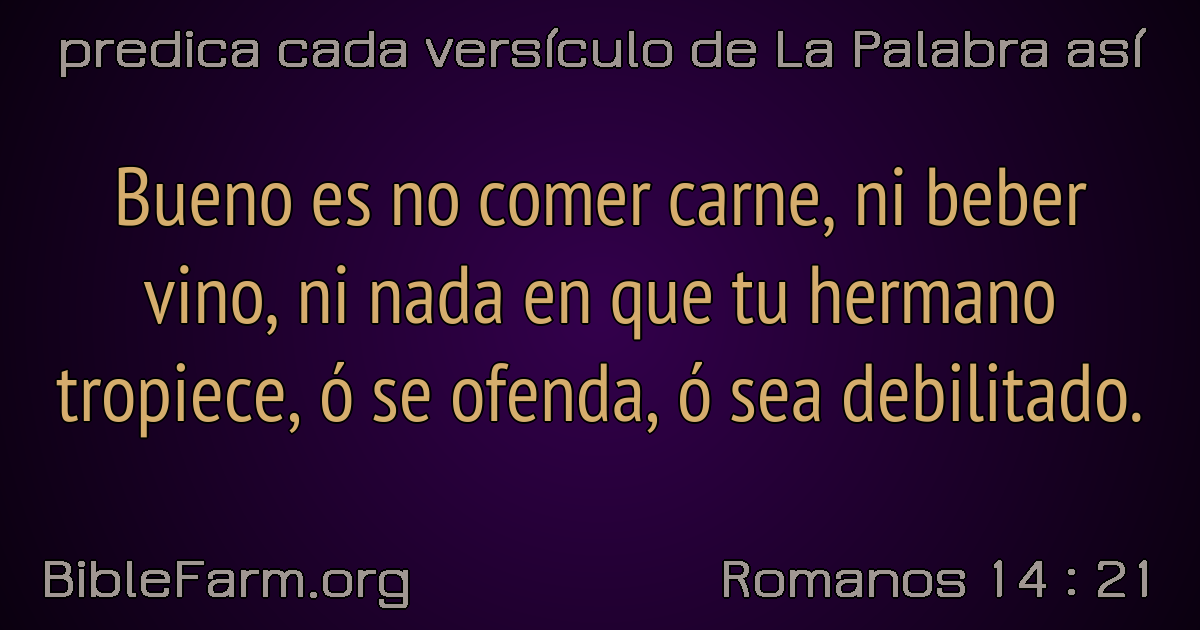 predica cada versículo de La Palabra así
Bueno es no comer carne, ni beber
vino, ni nada en que tu hermano
tropiece, ó se ofenda, ó sea debilitado.
BibleFarm.org
Romanos 14 : 21